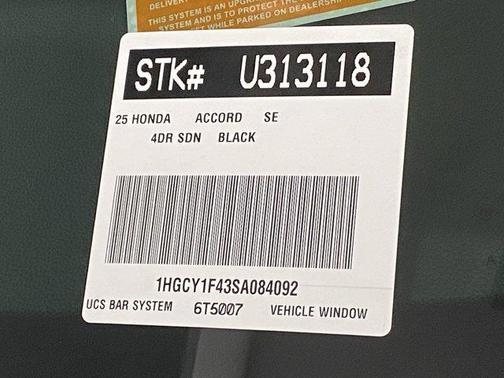 DELIVER
THIS SYSTEM IS AN UPGR
SYSTEM AND IS TO PROTECT THE
WHILE PARKED ON DEALERSH
STK# U313118
25 HONDA ACCORD SE
4DR SDN BLACK
1HGCY1F43SA084092
UCS BAR SYSTEM 6T5007 VEHICLE WINDOW